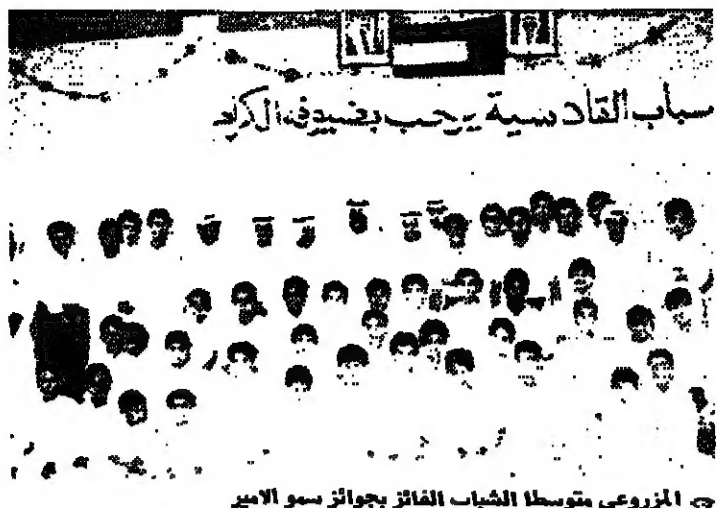 شباب القادسية يرحب بضيوفه الكرام
المزروعي متوسطا الشباب الفائز بجوائز سمو الامير